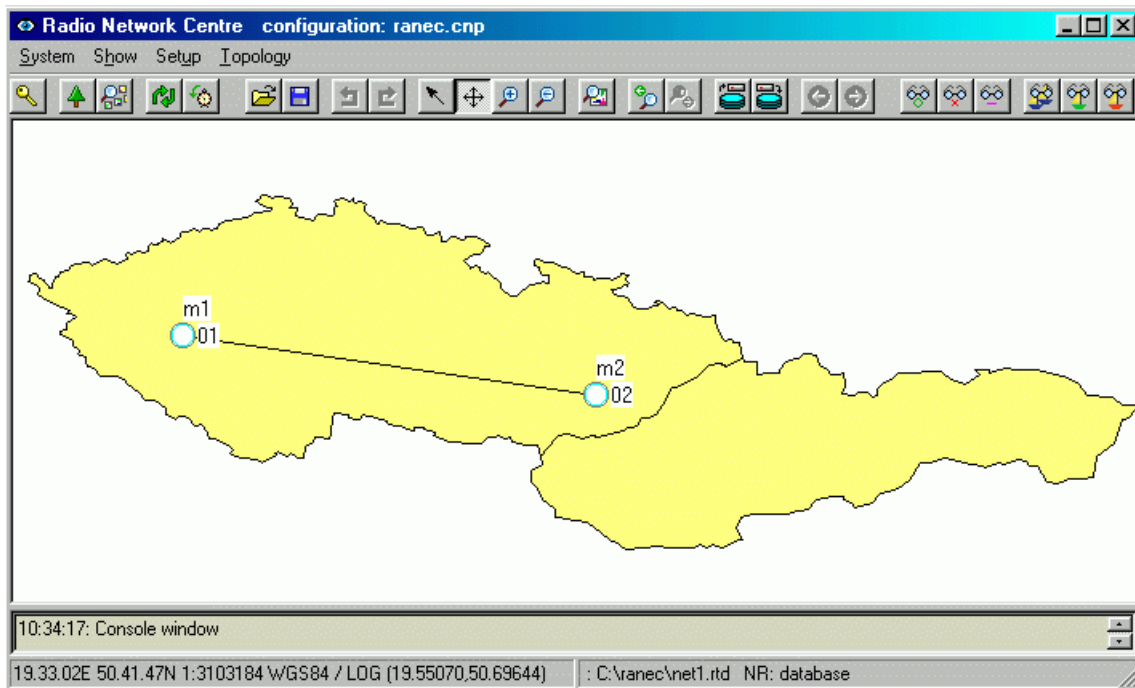 Radio Network Centre configuration: ranec.cnp
System Show Setup Topology
m1
01
m2
02
10:34:17: Console window
19.33.02E 50.41.47N 1:3103184 WGS84 / LOG (19.55070,50.69644) : C:\ranec\net1.rtd NR: database